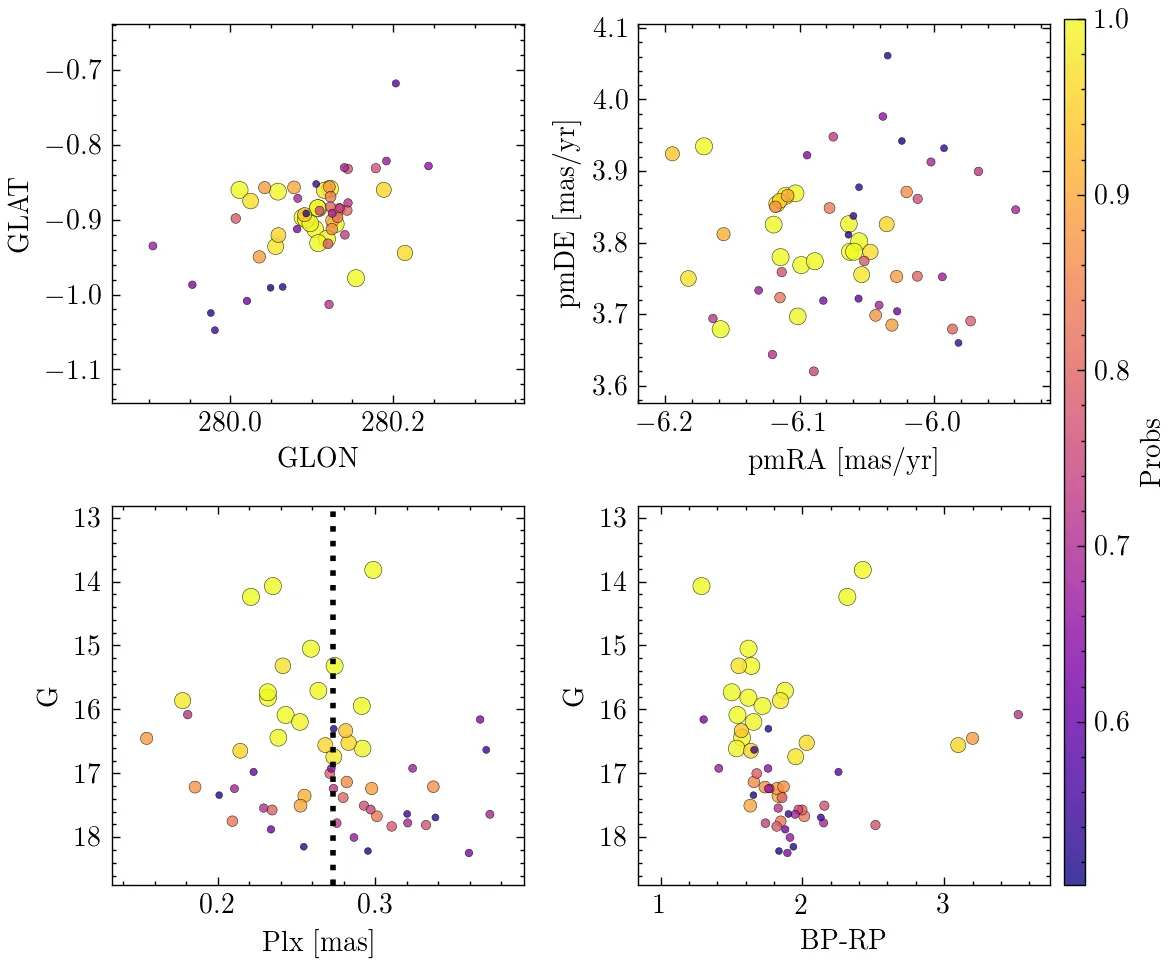 −0.7
−0.8
−0.9
−1.0
−1.1
GLAT
280.0 280.2
GLON
4.1
4.0
3.9
3.8
3.7
3.6
pmDE [mas/yr]
−6.2 −6.1 −6.0
pmRA [mas/yr]
13
14
15
16
17
18
G
0.2 0.3
Plx [mas]
13
14
15
16
17
18
G
1 2 3
BP-RP
1.0
0.9
0.8
0.7
0.6
Probs